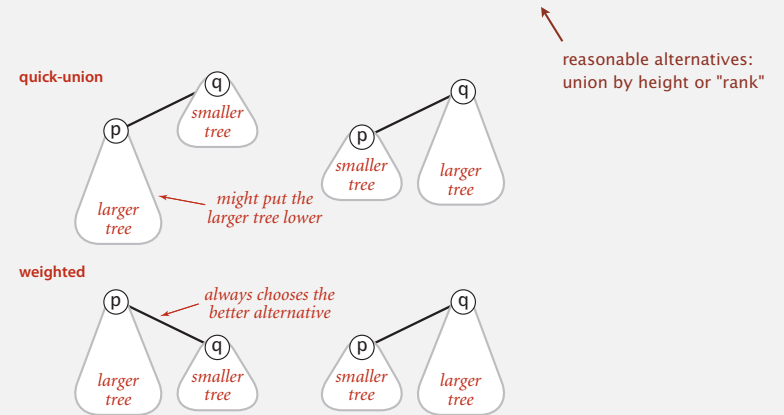 reasonable alternatives:
union by height or "rank"
quick-union
q
smaller
tree
p
larger
tree
might put the
larger tree lower
q
p
smaller
tree
larger
tree
weighted
p
always chooses the
better alternative
q
larger
tree
smaller
tree
q
p
smaller
tree
larger
tree